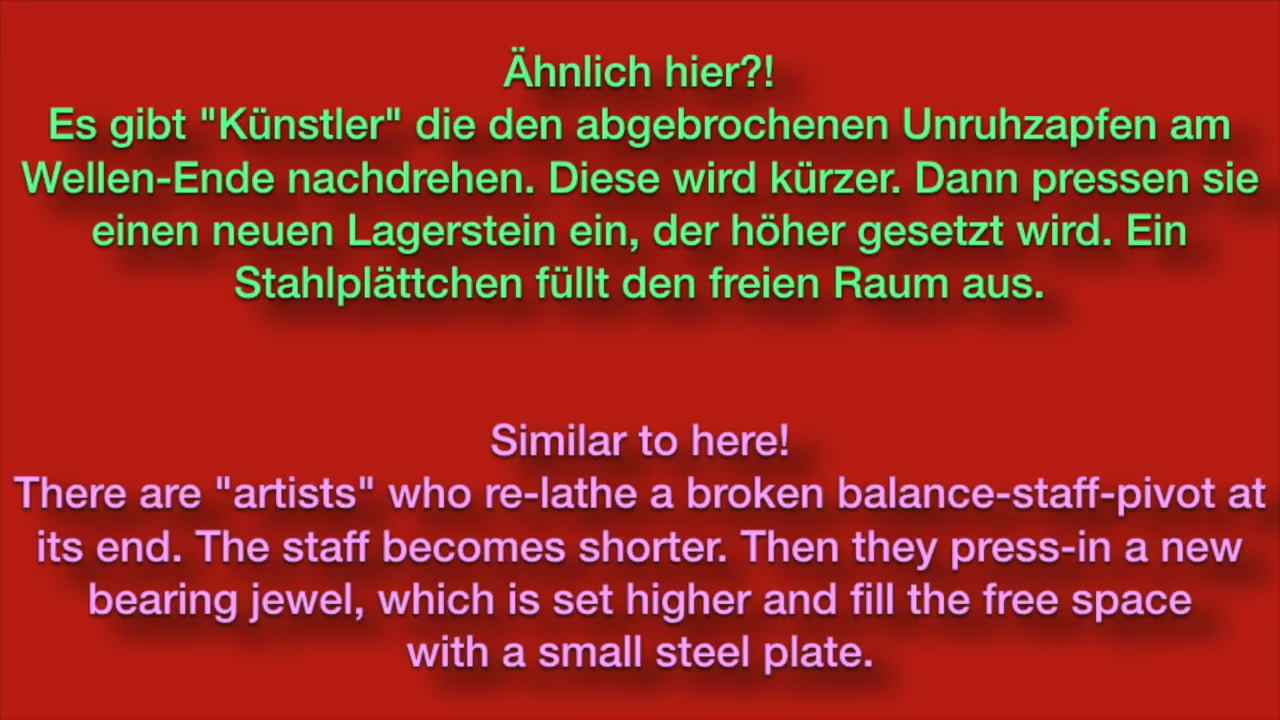 Ähnlich hier?!
Es gibt "Künstler" die den abgebrochenen Unruhzapfen am
Wellen-Ende nachdrehen. Diese wird kürzer. Dann pressen sie
einen neuen Lagerstein ein, der höher gesetzt wird. Ein
Stahlplättchen füllt den freien Raum aus.
Similar to here!
There are "artists" who re-lathe a broken balance-staff-pivot at
its end. The staff becomes shorter. Then they press-in a new
bearing jewel, which is set higher and fill the free space
with a small steel plate.